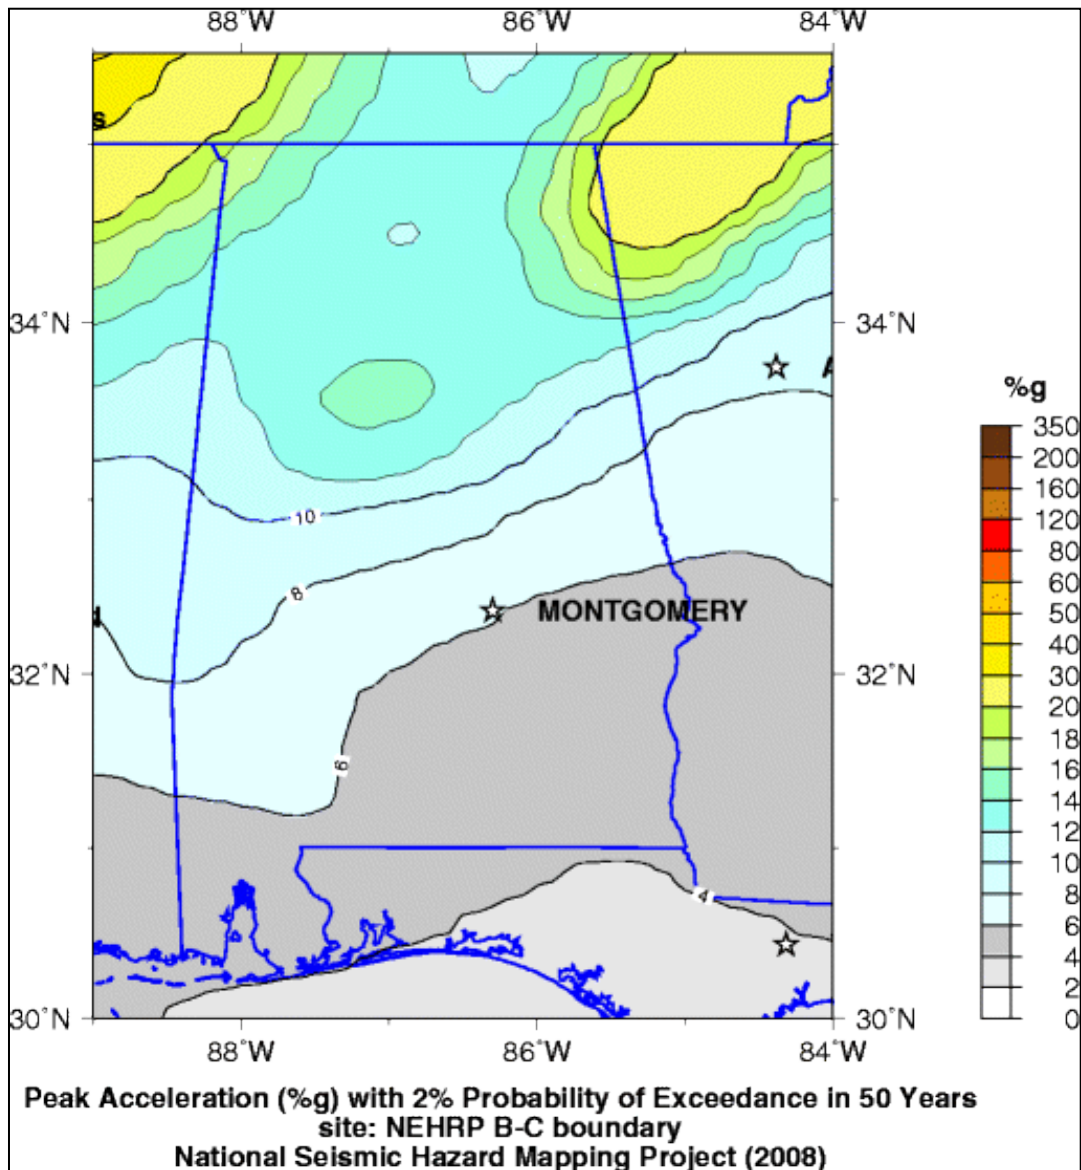 88°W 86°W 84°W
s
34°N 34°N
A
%g
350
200
160
120
80
60
50
40
30
20
18
16
14
12
10
8
6
4
2
0
10
8
d
MONTGOMERY
32°N 32°N
6
4
30°N 30°N
88°W 86°W 84°W
Peak Acceleration (%g) with 2% Probability of Exceedance in 50 Years
site: NEHRP B-C boundary
National Seismic Hazard Mapping Project (2008)